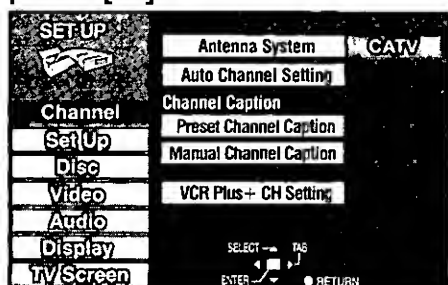 SET UP
Antenna System CATV
Auto Channel Setting
Channel
Channel Caption
Set Up
Preset Channel Caption
Manual Channel Caption
Disc
Video
VCR Plus+ CH Setting
Audio
Display
SELECT TAB
TV/Screen
ENTER RETURN